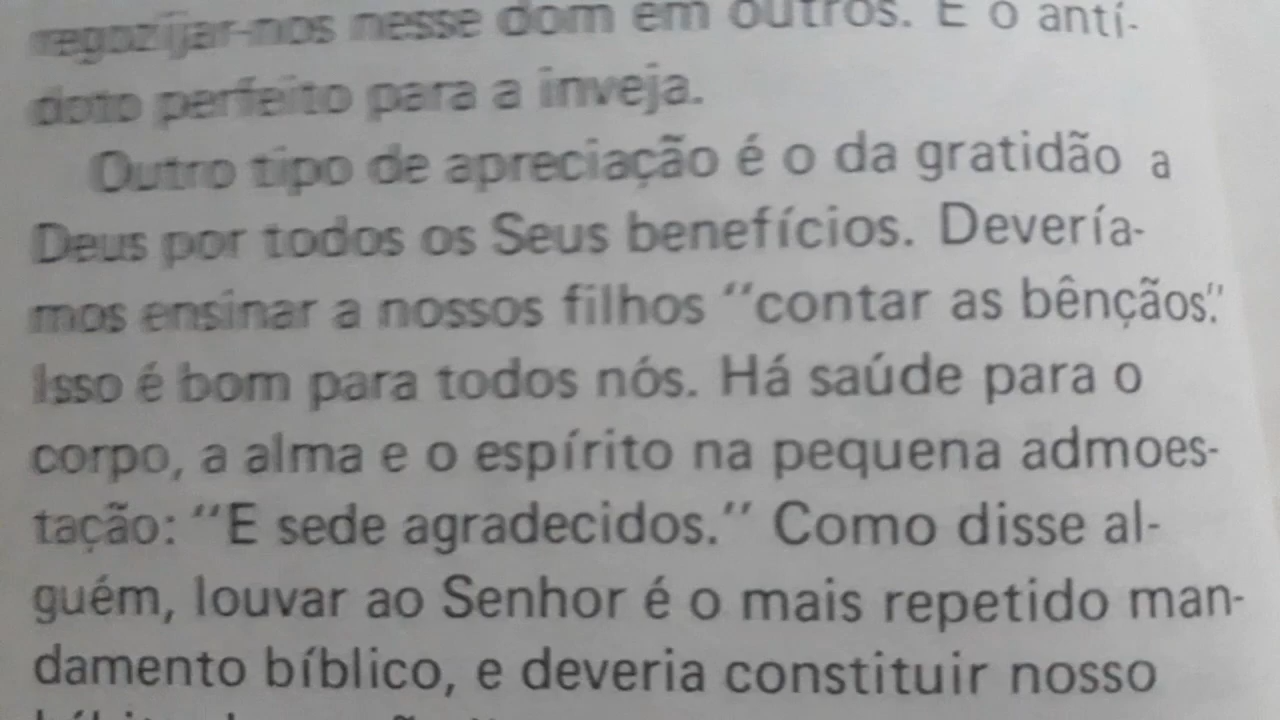 regozijar-nos nesse dom em outros. É o antí-
doto perfeito para a inveja.
Outro tipo de apreciação é o da gratidão a
Deus por todos os Seus benefícios. Devería-
mos ensinar a nossos filhos “contar as bênçãos”.
Isso é bom para todos nós. Há saúde para o
corpo, a alma e o espírito na pequena admoes-
tação: “E sede agradecidos.” Como disse al-
guém, louvar ao Senhor é o mais repetido man-
damento bíblico, e deveria constituir nosso